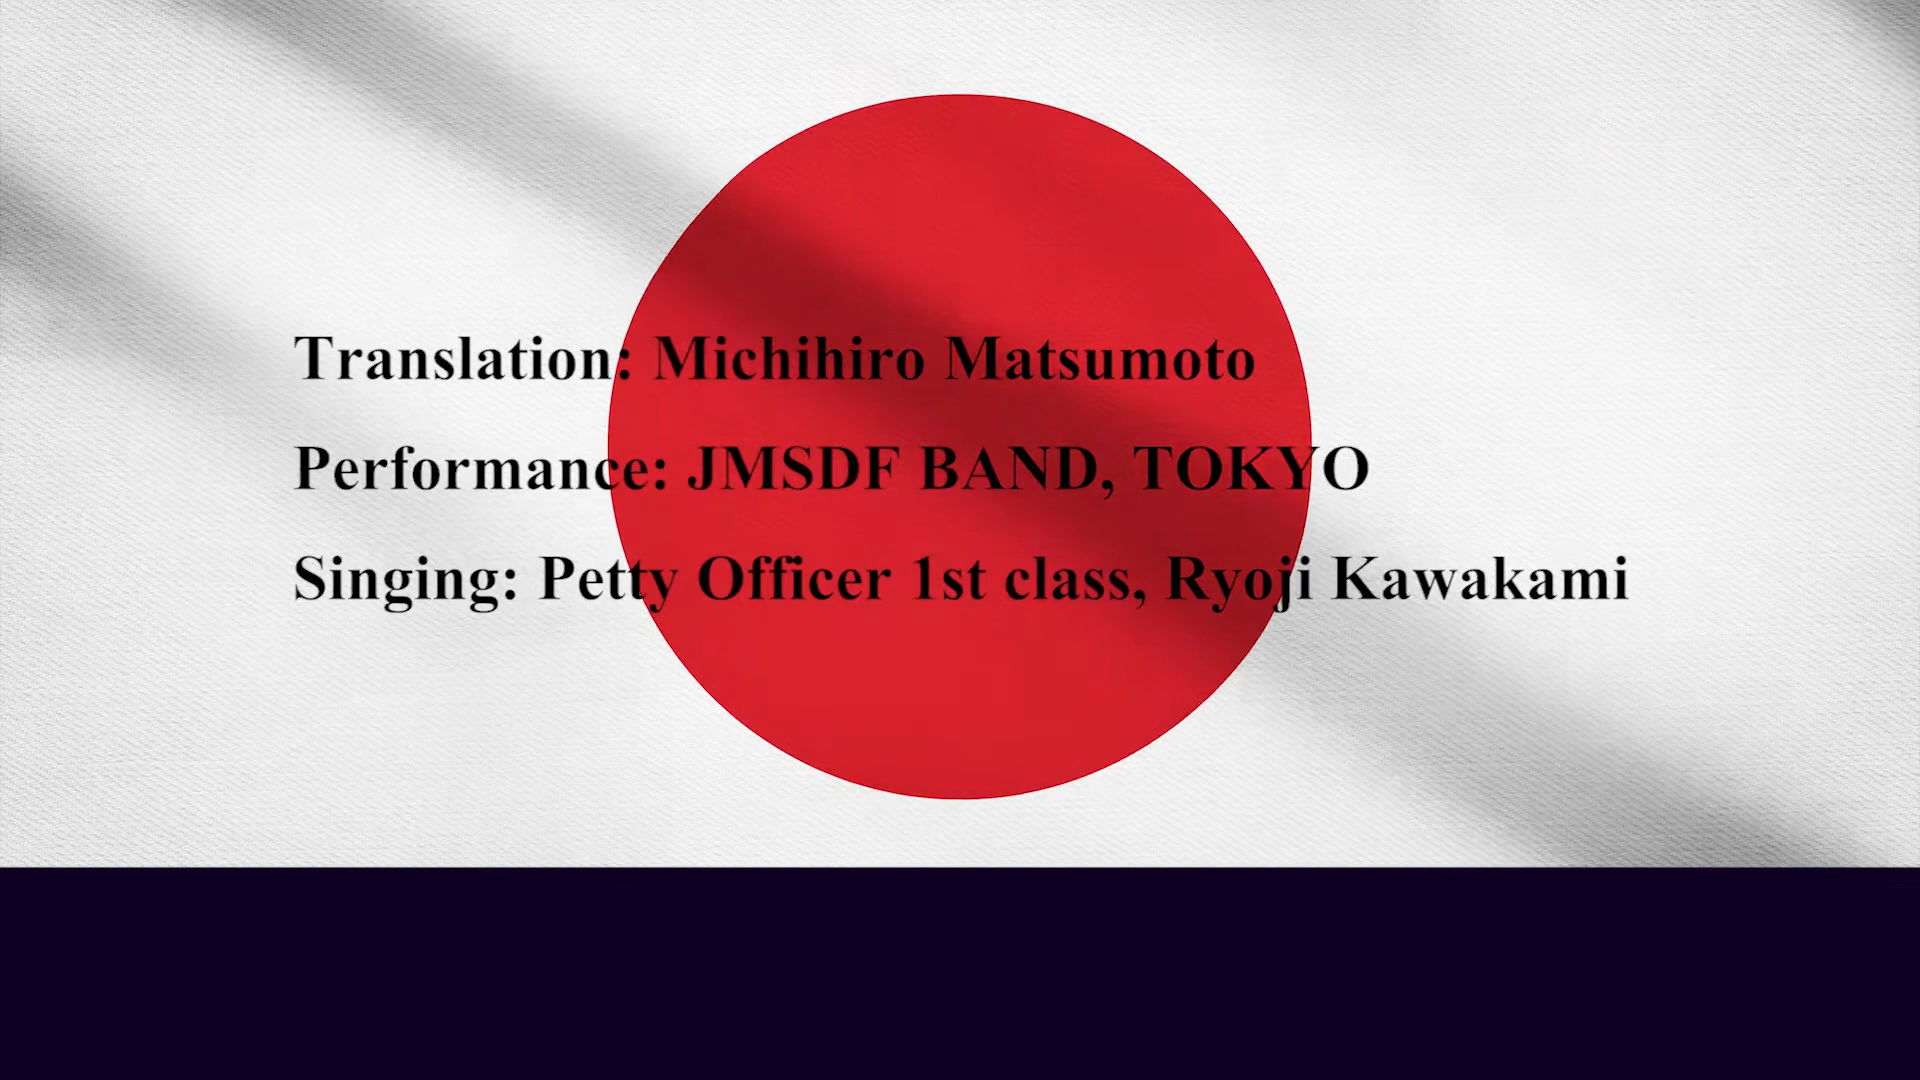 Translation: Michihiro Matsumoto
Performance: JMSDF BAND, TOKYO
Singing: Petty Officer 1st class, Ryoji Kawakami